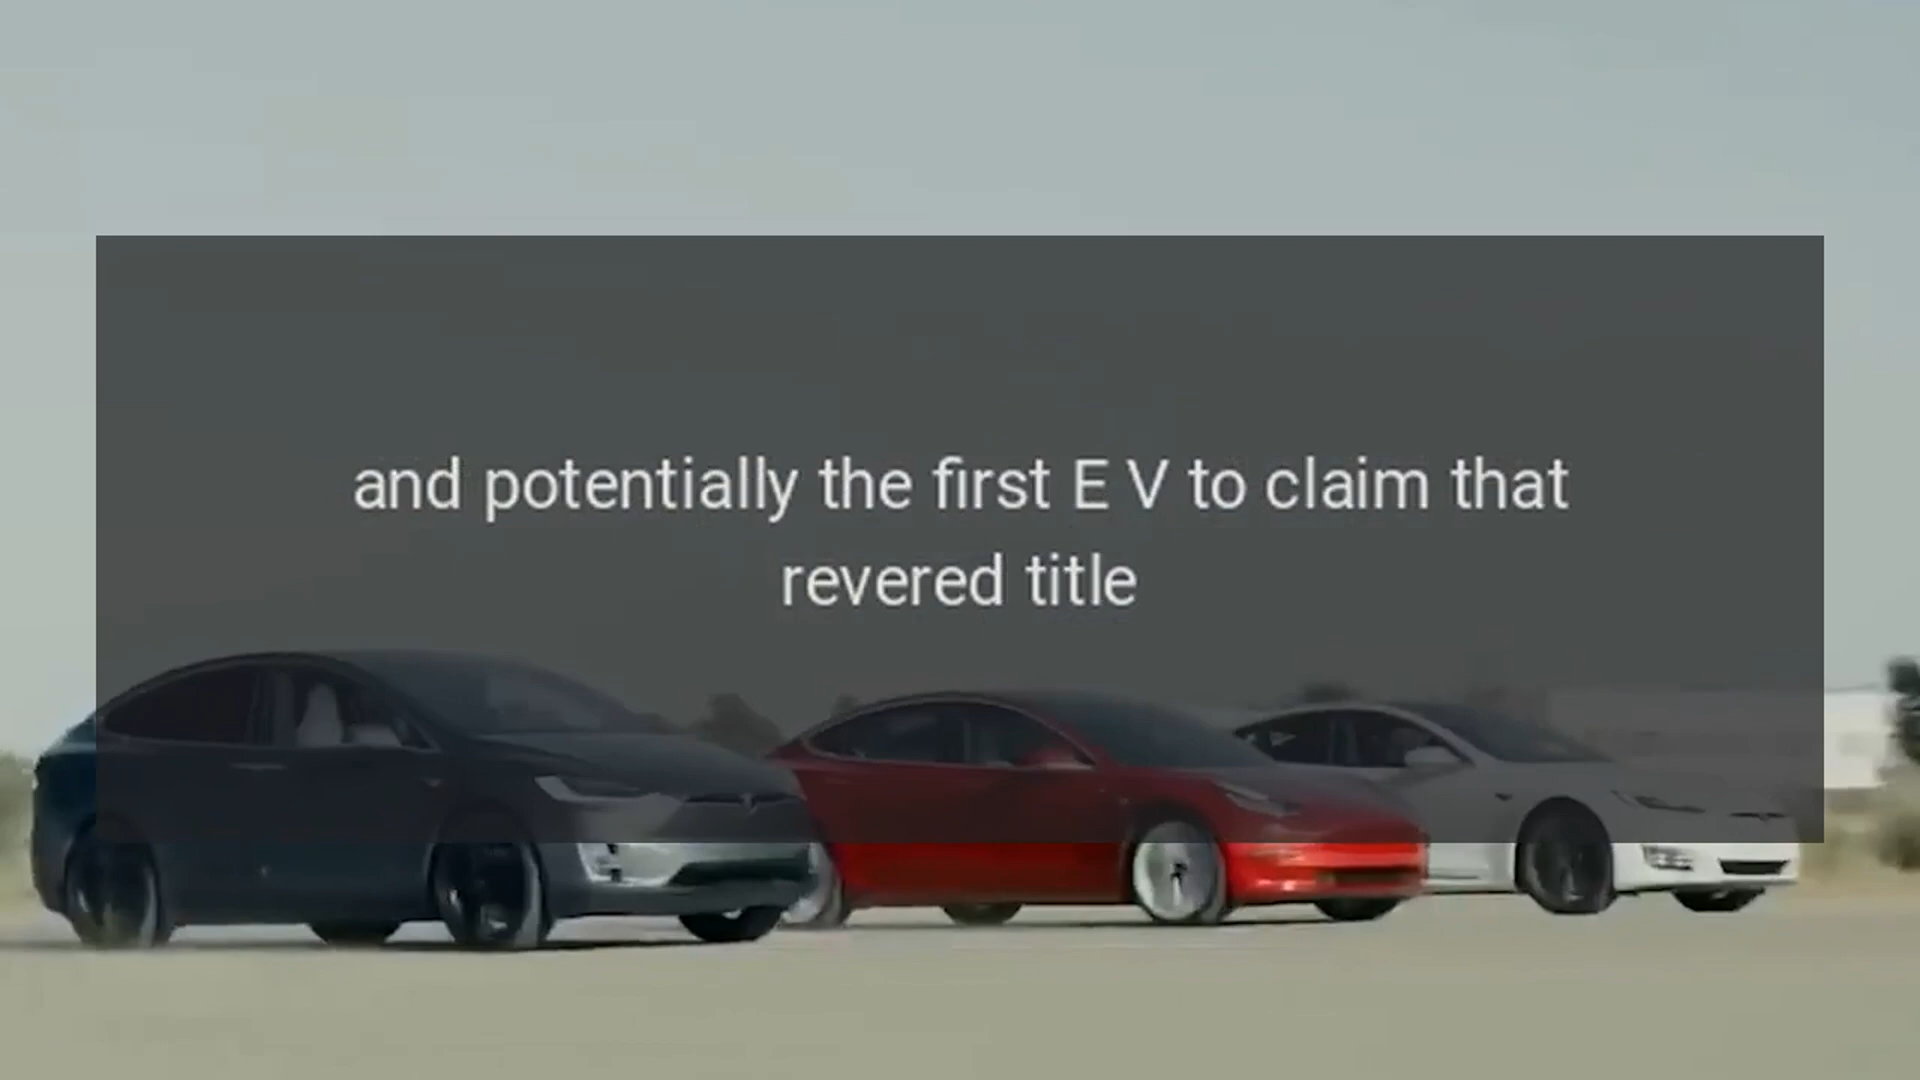 and potentially the first E V to claim that
revered title